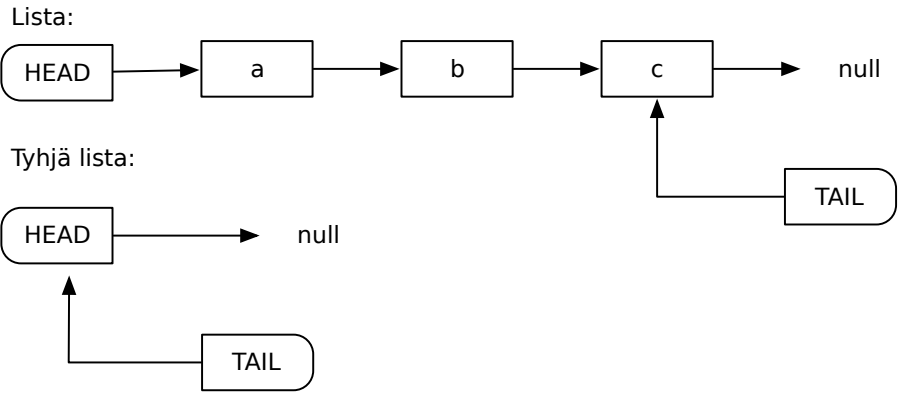 Lista:
HEAD
a
b
c
null
TAIL
Tyhjä lista:
HEAD
null
TAIL